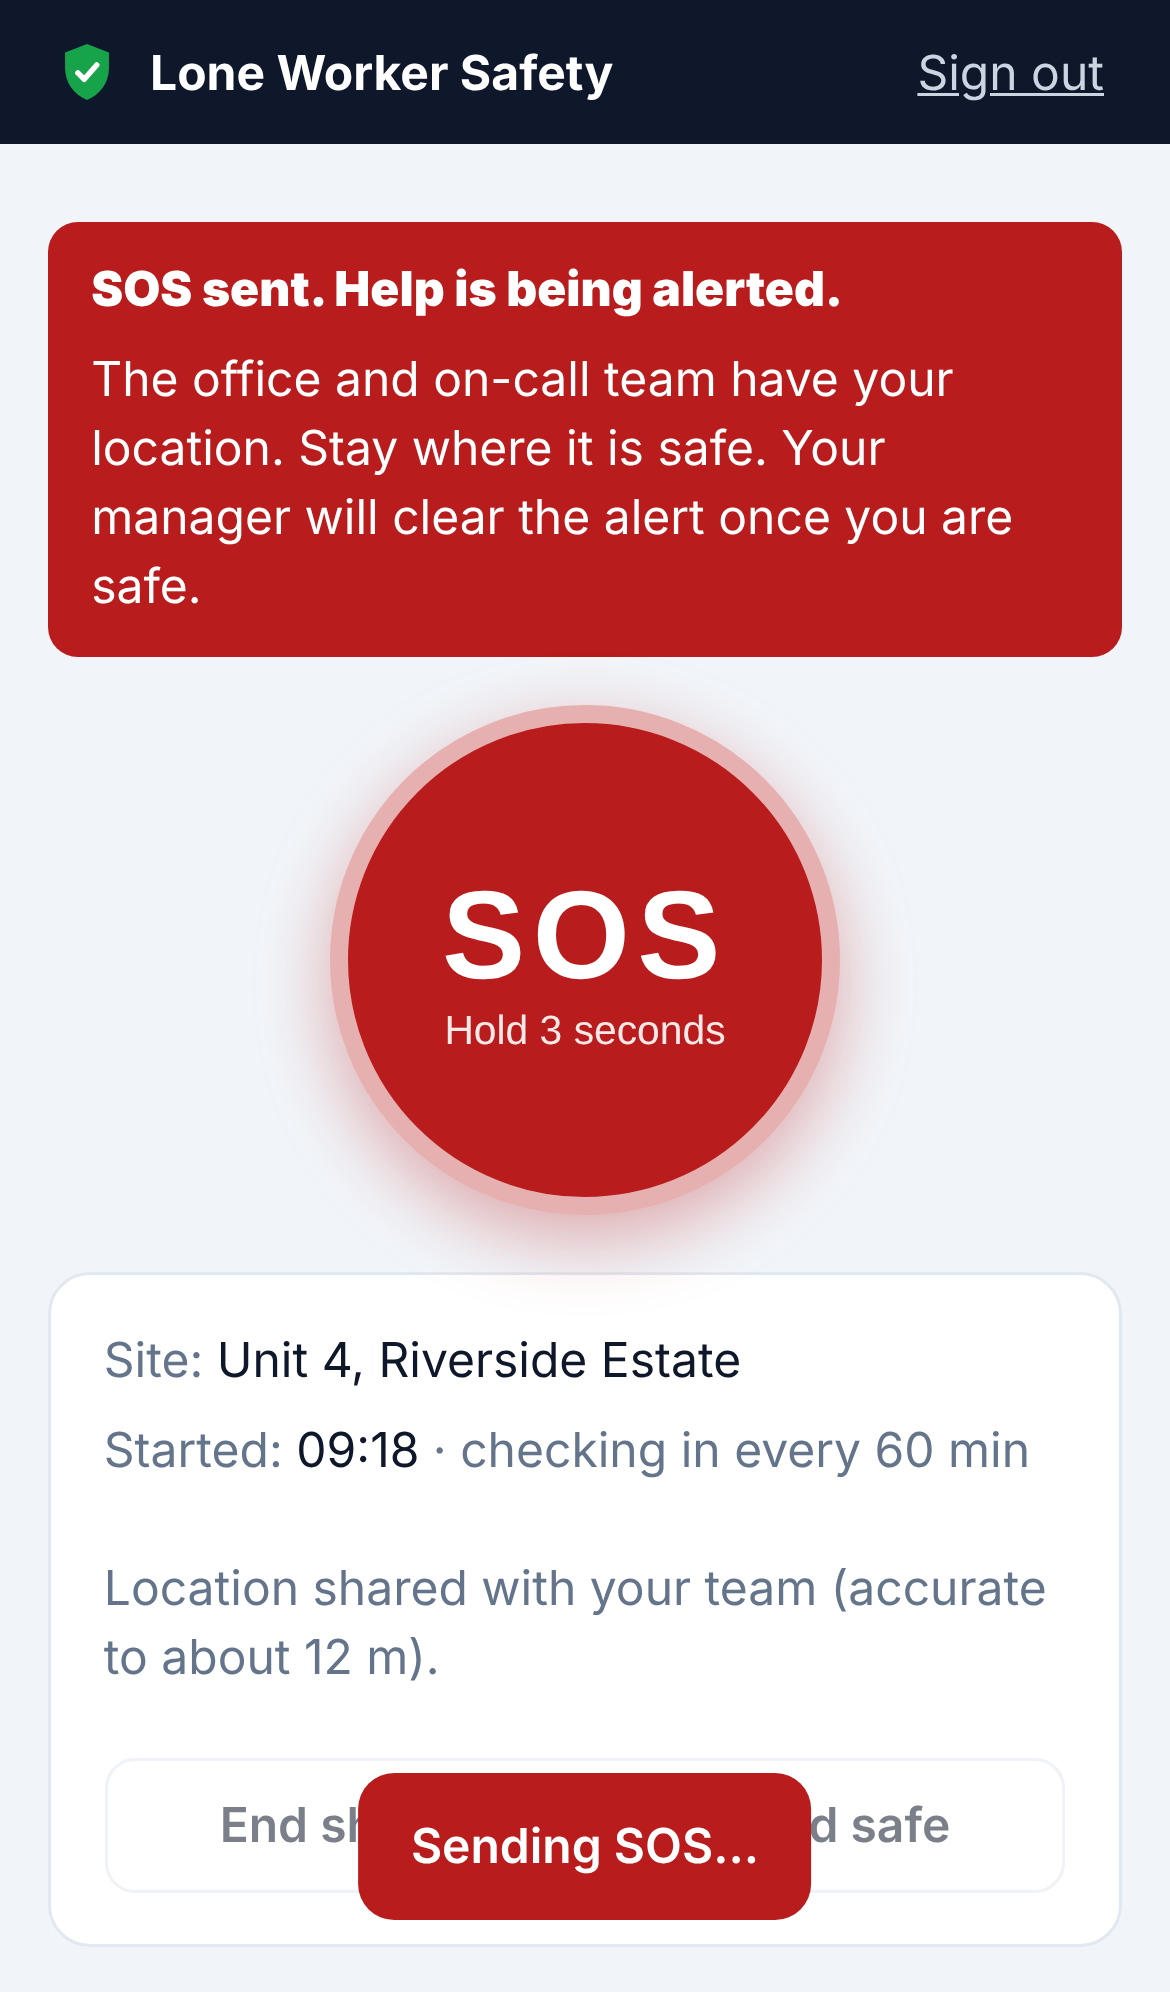 Lone Worker Safety
Sign out
SOS sent. Help is being alerted.
The office and on-call team have your
location. Stay where it is safe. Your
manager will clear the alert once you are
safe.
SOS
Hold 3 seconds
Site: Unit 4, Riverside Estate
Started: 09:18 · checking in every 60 min
Location shared with your team (accurate
to about 12 m).
End safe
Sending SOS...